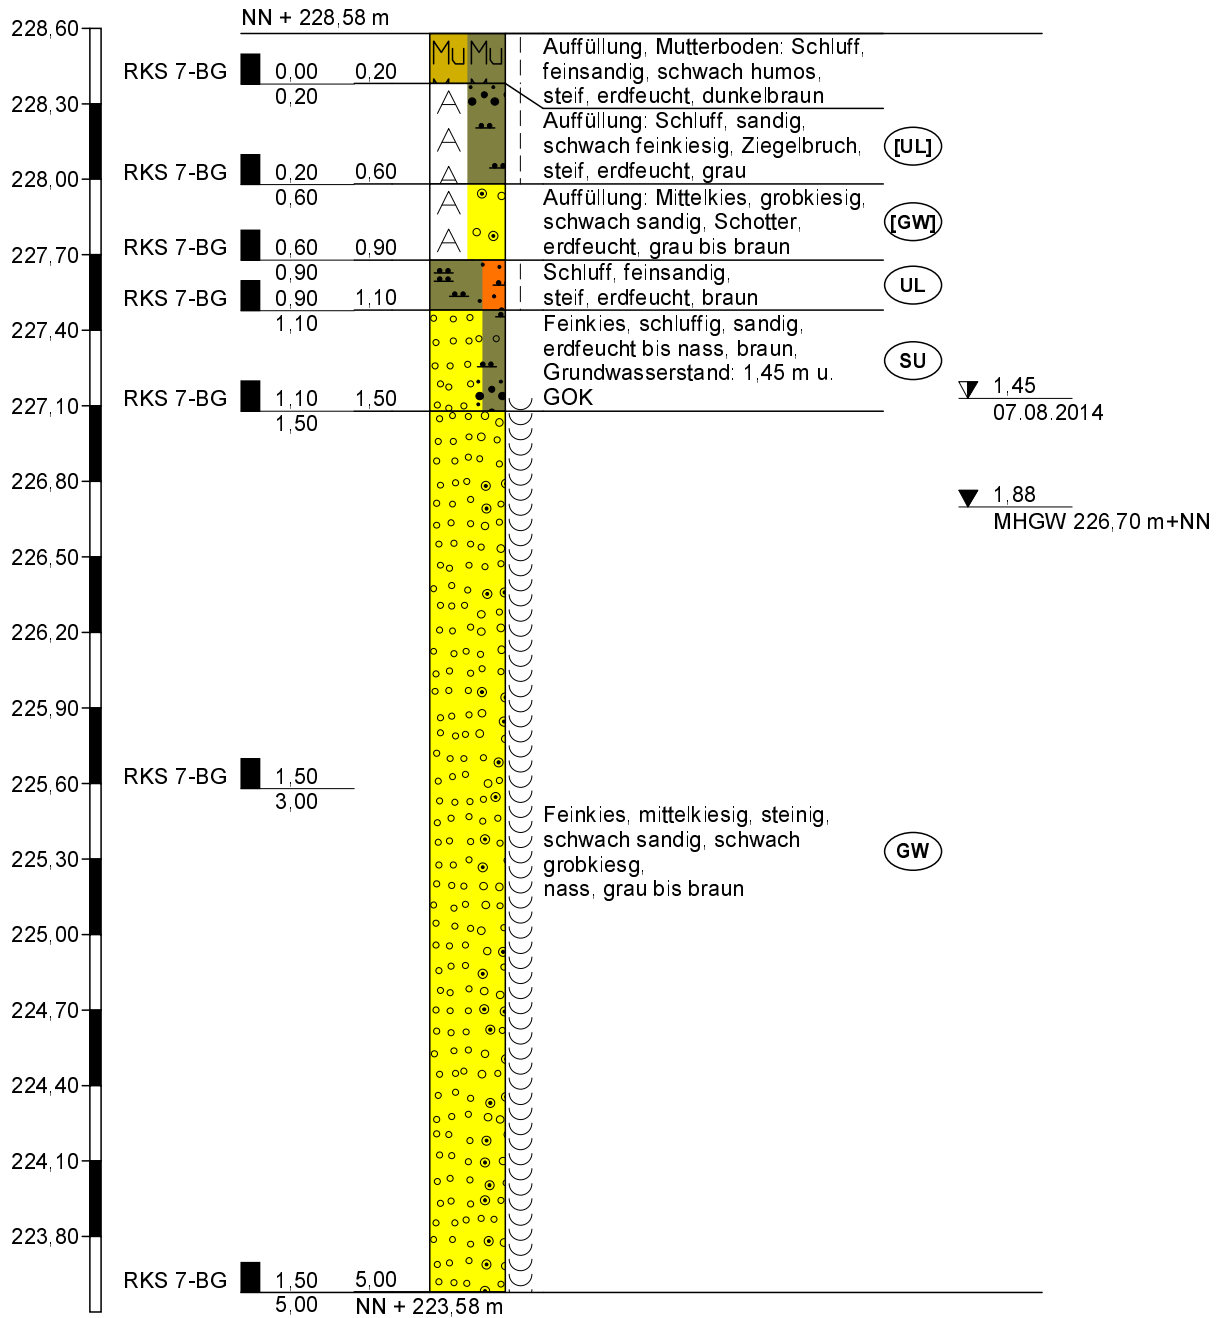 NN + 228,58 m
228,60
228,30
228,00
227,70
227,40
227,10
226,80
226,50
226,20
225,90
225,60
225,30
225,00
224,70
224,40
224,10
223,80
RKS 7-BG 0,00 0,20
0,20
RKS 7-BG 0,20 0,60
0,60
RKS 7-BG 0,60 0,90
0,90
RKS 7-BG 0,90 1,10
1,10
RKS 7-BG 1,10 1,50
1,50
RKS 7-BG 1,50
3,00
RKS 7-BG 1,50 5,00
5,00
NN + 223,58 m
Mu Mu
A
A
A
A
A
Auffüllung, Mutterboden: Schluff,
feinsandig, schwach humos,
steif, erdfeucht, dunkelbraun
Auffüllung: Schluff, sandig,
schwach feinkiesig, Ziegelbruch,
steif, erdfeucht, grau
[UL]
Auffüllung: Mittelkies, grobkiesig,
schwach sandig, Schotter,
erdfeucht, grau bis braun
[GW]
Schluff, feinsandig,
steif, erdfeucht, braun
UL
Feinkies, schluffig, sandig,
erdfeucht bis nass, braun,
Grundwasserstand: 1,45 m u.
GOK
SU
1,45
07.08.2014
1,88
MHGW 226,70 m+NN
Feinkies, mittelkiesig, steinig,
schwach sandig, schwach
grobkiesg,
nass, grau bis braun
GW